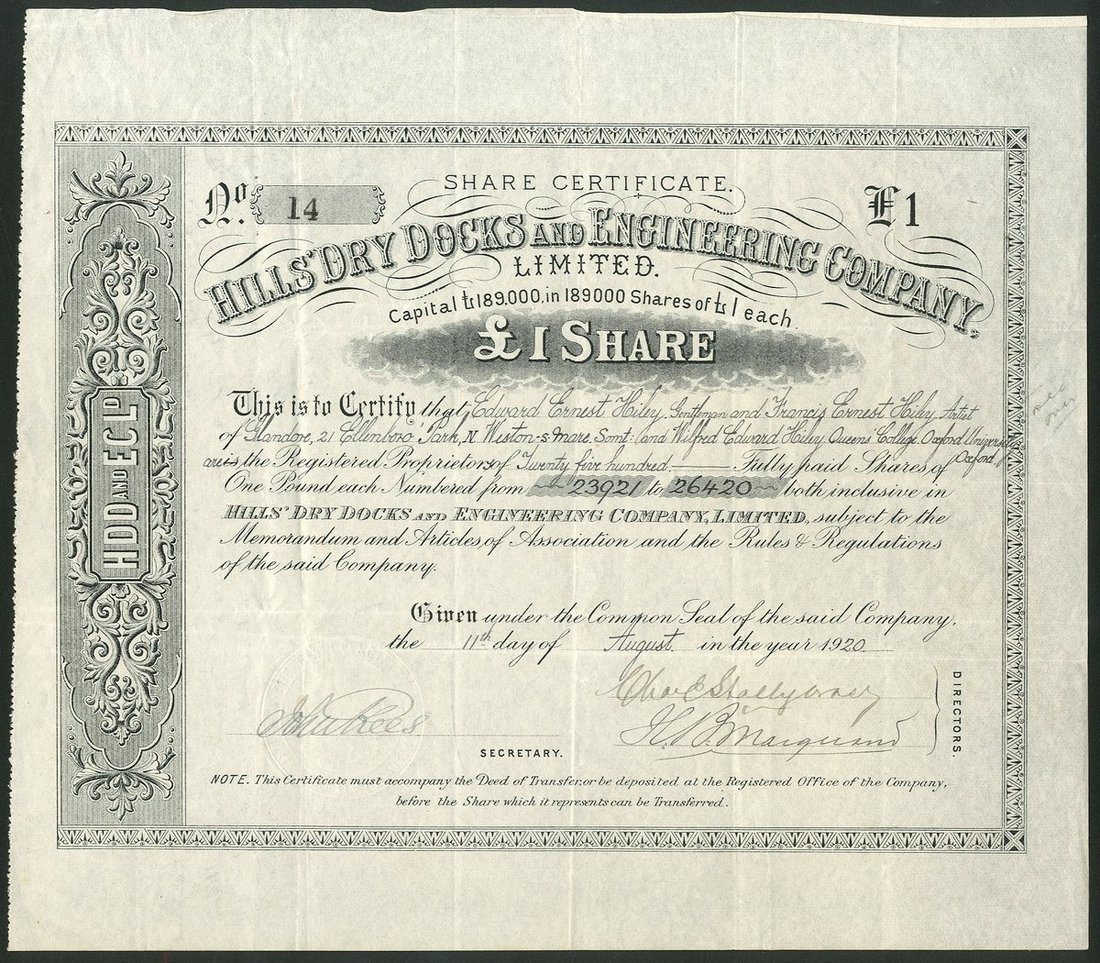 SHARE CERTIFICATE.
No. 14
£1
HILLS' DRY DOCKS AND ENGINEERING COMPANY,
LIMITED.
Capital £189,000, in 189000 Shares of £1 each.
£1 SHARE
This is to Certify that Edward Ernest Hiley, Gentleman and Francis Ernest Hiley, Artist
of Glandore, 21 Ellenboro' Park, N Weston-s-mare. Somt: (and Wilfred Edward Hiley, Queens' College. Oxford University
Oxford.)
are is the Registered Proprietors of Twenty five hundred Fully paid Shares of
One Pound each Numbered from 23921 to 26420 both inclusive in
HILLS' DRY DOCKS AND ENGINEERING COMPANY, LIMITED, subject to the
Memorandum and Articles, of Association and the Rules & Regulations
of the said Company.
Given under the Common Seal of the said Company,
the 11th day of August. in the year 1920
H.B. Marquand
DIRECTORS.
SECRETARY.
NOTE. This Certificate must accompany the Deed of Transfer, or be deposited at the Registered Office of the Company,
before the Share which it represents can be Transferred.
HDD AND E C LD